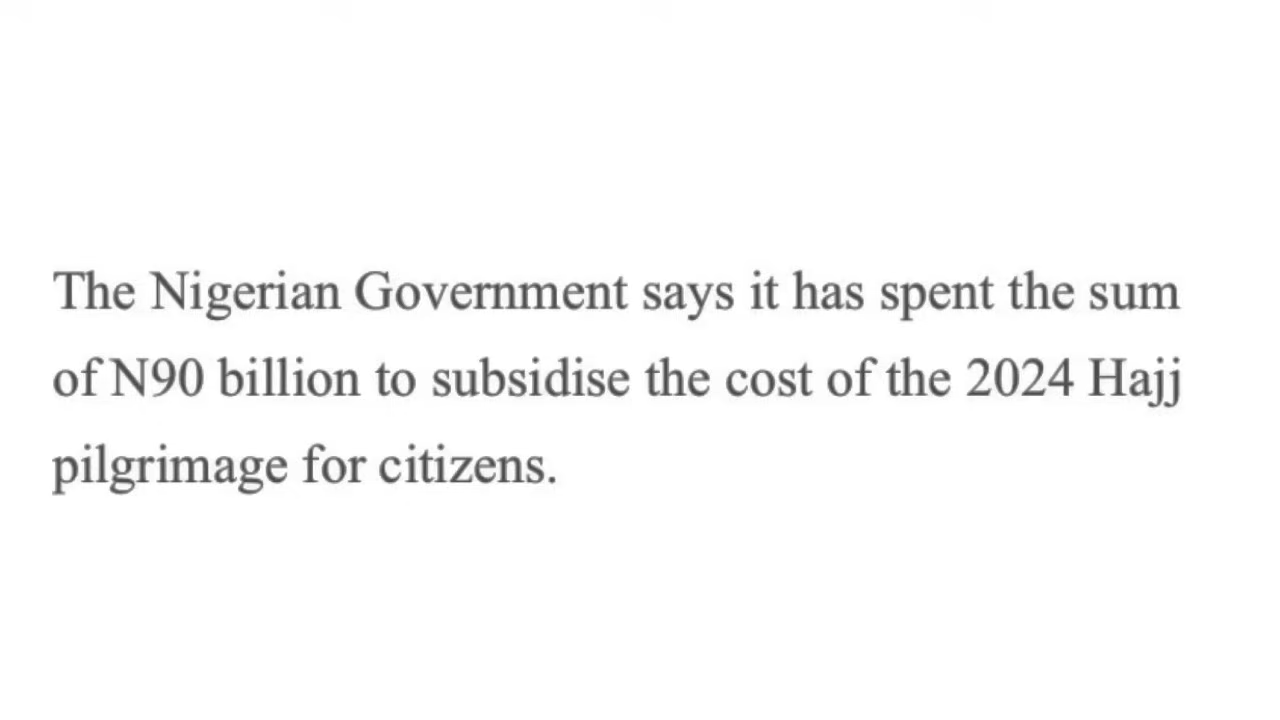 The Nigerian Government says it has spent the sum
of N90 billion to subsidise the cost of the 2024 Hajj
pilgrimage for citizens.